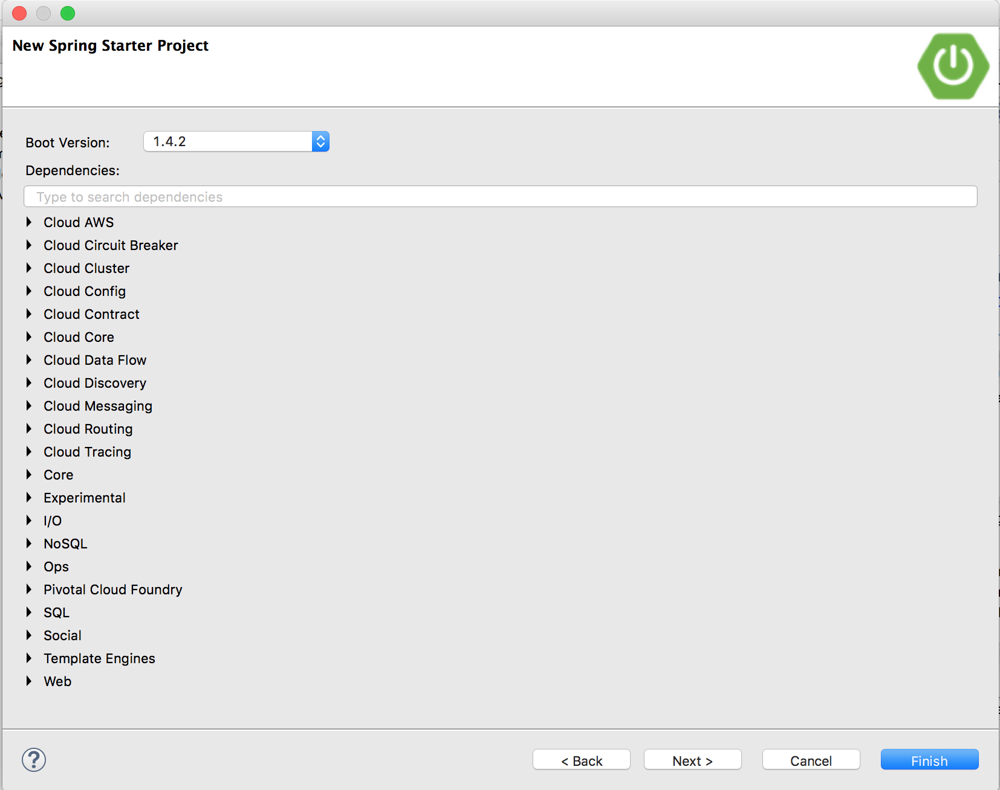 New Spring Starter Project
Boot Version: 1.4.2
Dependencies:
Type to search dependencies
Cloud AWS
Cloud Circuit Breaker
Cloud Cluster
Cloud Config
Cloud Contract
Cloud Core
Cloud Data Flow
Cloud Discovery
Cloud Messaging
Cloud Routing
Cloud Tracing
Core
Experimental
I/O
NoSQL
Ops
Pivotal Cloud Foundry
SQL
Social
Template Engines
Web
? < Back Next > Cancel Finish